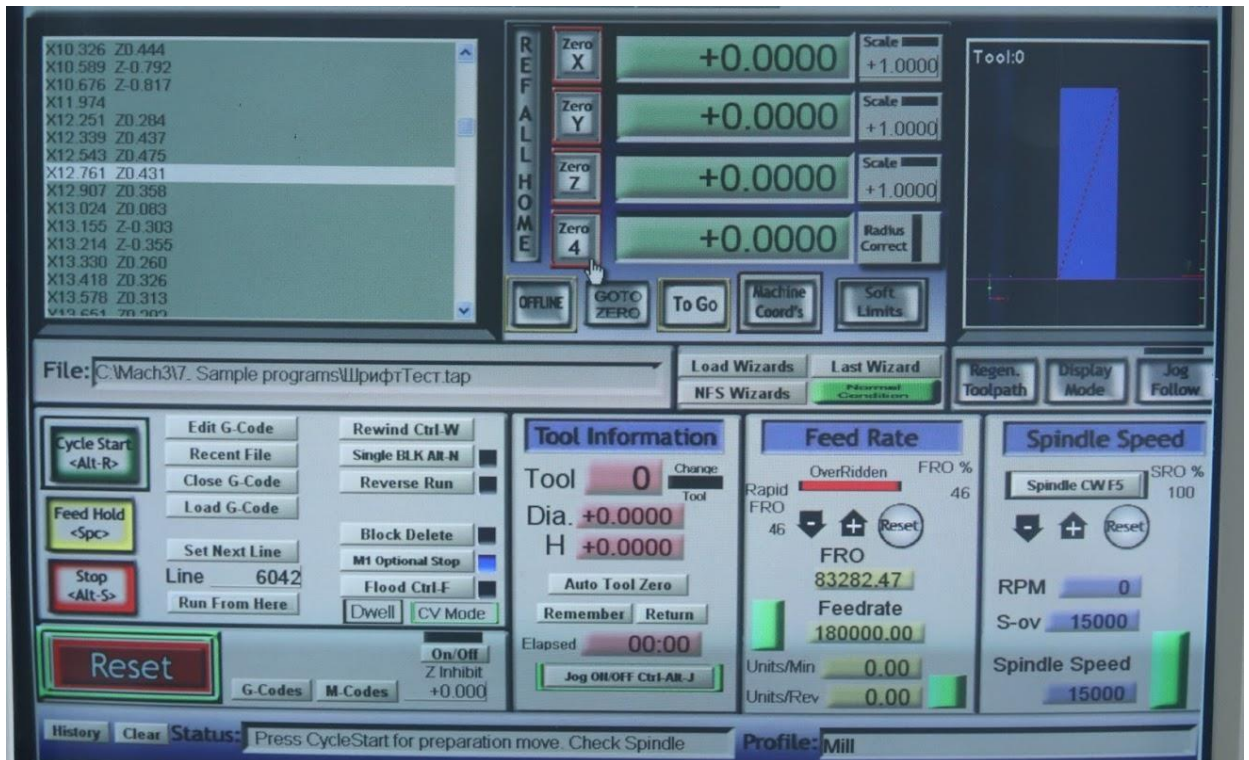 X10.326 Z0.444
X10.589 Z-0.792
X10.676 Z-0.817
X11.974
X12.251 Z0.284
X12.339 Z0.437
X12.543 Z0.475
X12.761 Z0.431
X12.907 Z0.358
X13.024 Z0.083
X13.155 Z-0.303
X13.214 Z-0.355
X13.330 Z0.260
X13.418 Z0.326
X13.578 Z0.313
X13.651 Z0.292
REF ALL HOME
Zero X +0.0000 Scale +1.0000
Zero Y +0.0000 Scale +1.0000
Zero Z +0.0000 Scale +1.0000
Zero 4 +0.0000 Radius Correct
OFFLINE GOTO ZERO To Go Machine Coord's Soft Limits
Tool:0
File: C:\Mach3\7_ Sample programs\ШрифтТест.tap
Load Wizards Last Wizard
NFS Wizards Normal Condition
Regen. Toolpath Display Mode Jog Follow
Cycle Start <Alt-R>
Feed Hold <Spc>
Stop <Alt-S>
Edit G-Code
Recent File
Close G-Code
Load G-Code
Set Next Line
Line 6042
Run From Here
Rewind Ctrl-W
Single BLK Alt-N
Reverse Run
Block Delete
M1 Optional Stop
Flood Ctrl-F
Dwell CV Mode
Reset
G-Codes M-Codes
On/Off
Z Inhibit
+0.000
Tool Information
Tool 0 Change Tool
Dia. +0.0000
H +0.0000
Auto Tool Zero
Remember Return
Elapsed 00:00
Jog ON/OFF Ctrl-Alt-J
Feed Rate
OverRidden FRO %
46
Rapid FRO
46 Reset
FRO
83282.47
Feedrate
180000.00
Units/Min 0.00
Units/Rev 0.00
Spindle Speed
Spindle CW F5 SRO %
100
Reset
RPM 0
S-ov 15000
Spindle Speed
15000
History Clear Status: Press CycleStart for preparation move. Check Spindle
Profile: Mill